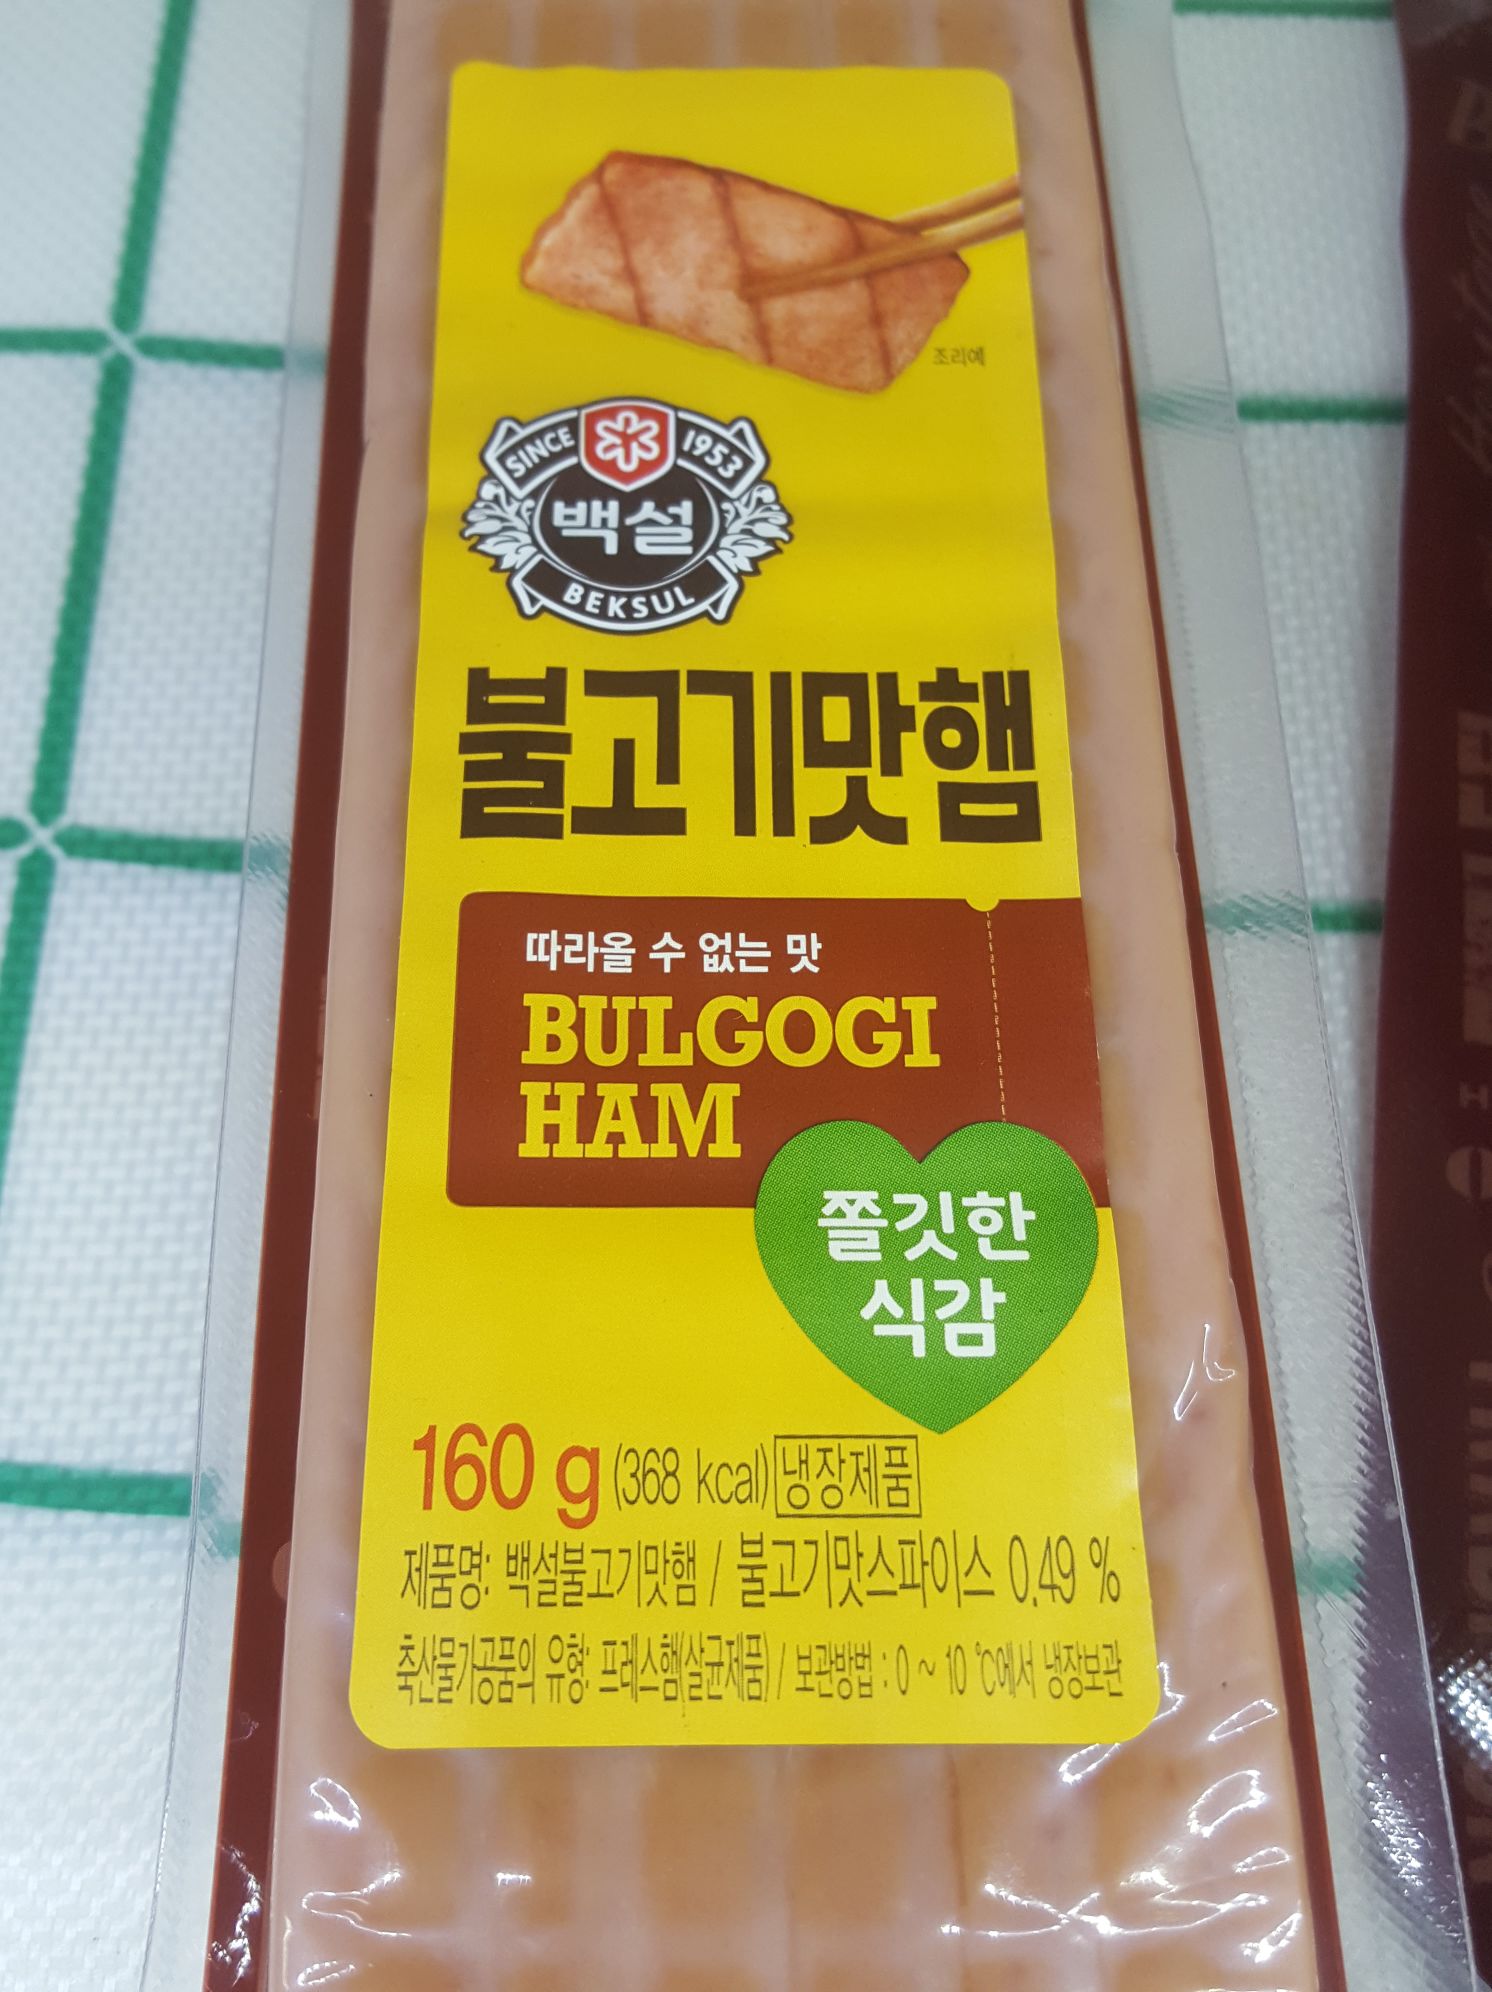 조리예
SINCE 1953
백설
BEKSUL
불고기맛햄
따라올 수 없는 맛
BULGOGI
HAM
쫄깃한
식감
160 g (368 kcal) 냉장제품
제품명: 백설불고기맛햄 / 불고기맛스파이스 0.49 %
축산물가공품의 유형: 프레스햄(살균제품) / 보관방법 : 0 ~ 10 ℃에서 냉장보관